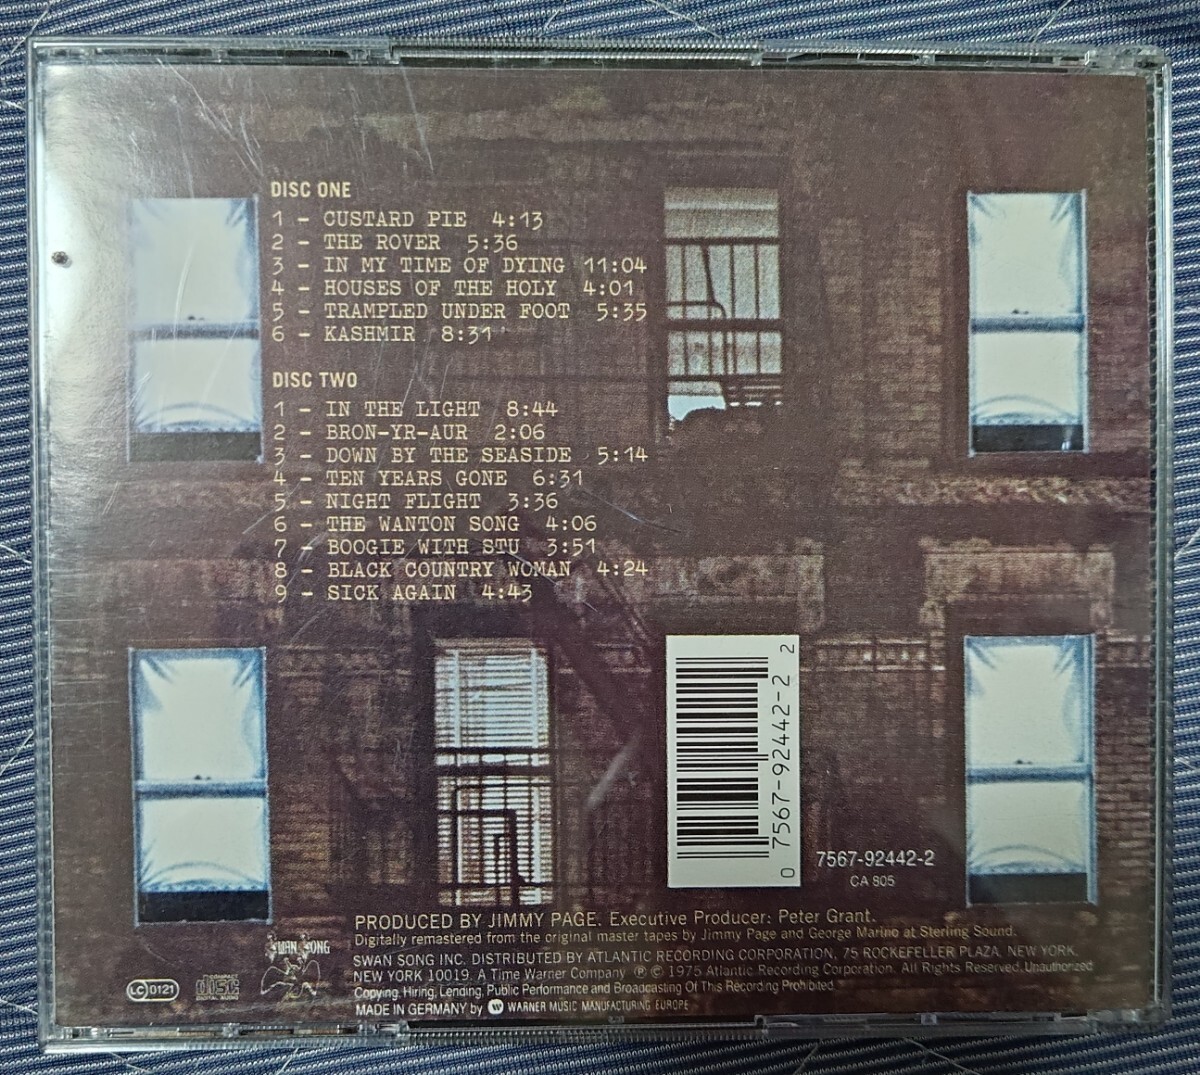 DISC ONE
1 - CUSTARD PIE 4:13
2 - THE ROVER 5:36
3 - IN MY TIME OF DYING 11:04
4 - HOUSES OF THE HOLY 4:01
5 - TRAMPLED UNDER FOOT 5:35
6 - KASHMIR 8:31
DISC TWO
1 - IN THE LIGHT 8:44
2 - BRON-YR-AUR 2:06
3 - DOWN BY THE SEASIDE 5:14
4 - TEN YEARS GONE 6:31
5 - NIGHT FLIGHT 3:36
6 - THE WANTON SONG 4:06
7 - BOOGIE WITH STU 3:51
8 - BLACK COUNTRY WOMAN 4:24
9 - SICK AGAIN 4:43
0 7567-92442-2 2
7567-92442-2
CA 805
PRODUCED BY JIMMY PAGE. Executive Producer: Peter Grant.
Digitally remastered from the original master tapes by Jimmy Page and George Marino at Sterling Sound.
SWAN SONG INC. DISTRIBUTED BY ATLANTIC RECORDING CORPORATION, 75 ROCKEFELLER PLAZA, NEW YORK,
NEW YORK 10019. A Time Warner Company ℗ © 1975 Atlantic Recording Corporation. All Rights Reserved. Unauthorized
Copying, Hiring, Lending, Public Performance and Broadcasting Of This Recording Prohibited.
MADE IN GERMANY by WARNER MUSIC MANUFACTURING EUROPE
SWAN SONG
LC 0121
COMPACT
disc
DIGITAL AUDIO